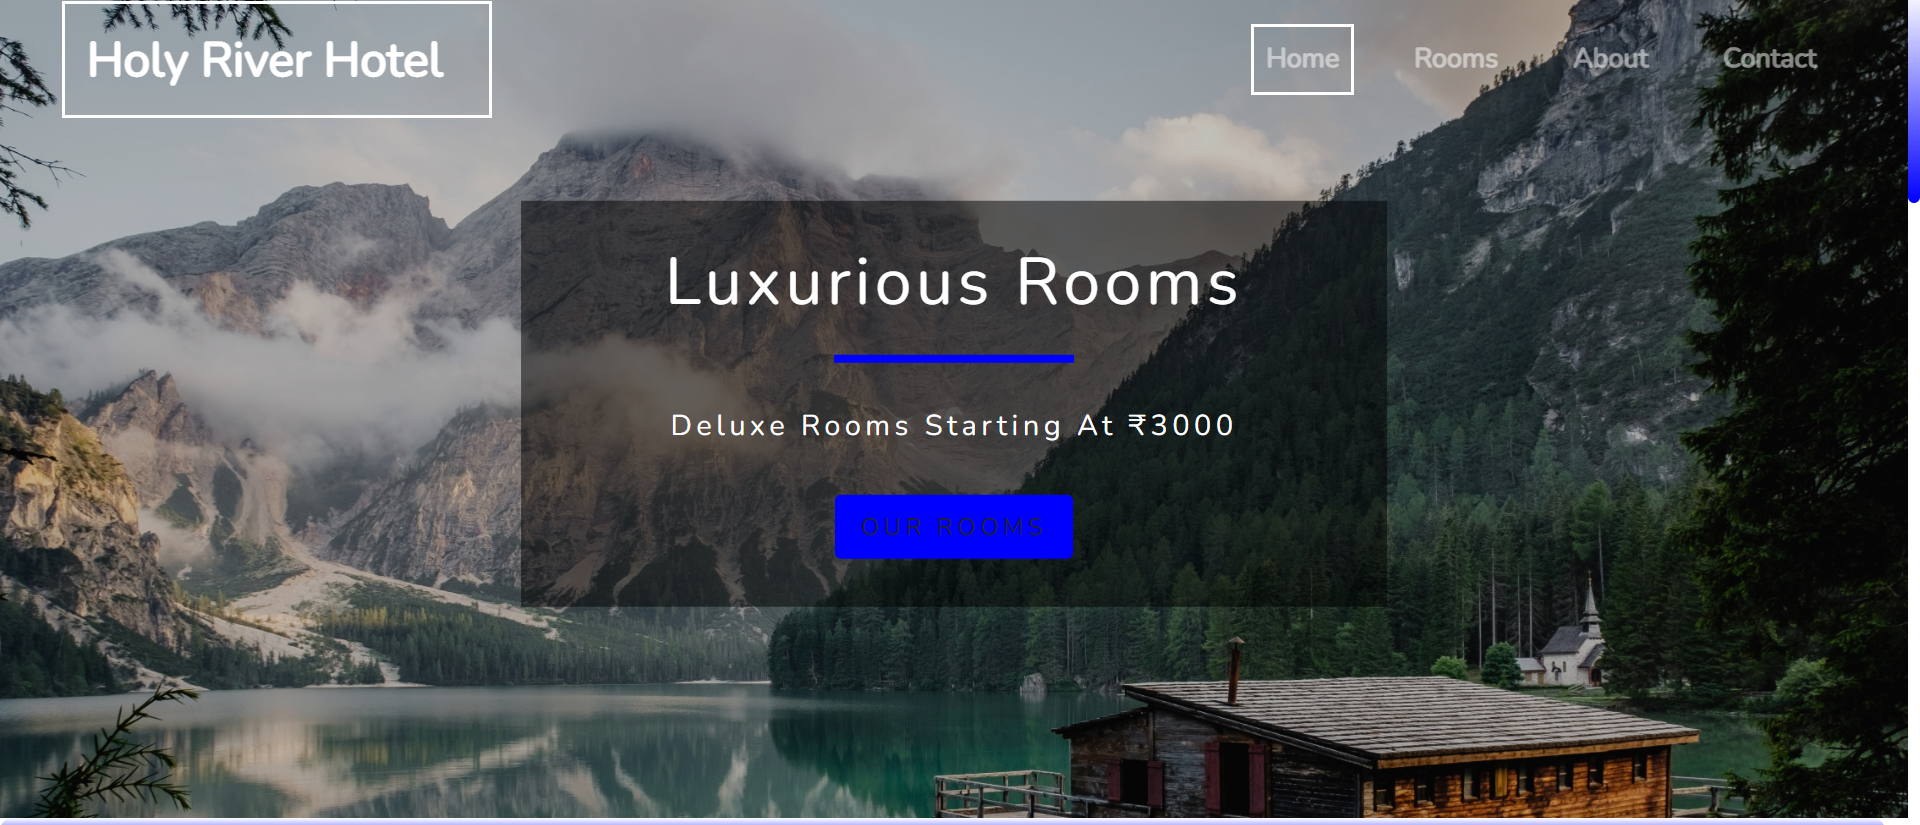 Holy River Hotel
Home Rooms About Contact
Luxurious Rooms
Deluxe Rooms Starting At ₹3000
OUR ROOMS